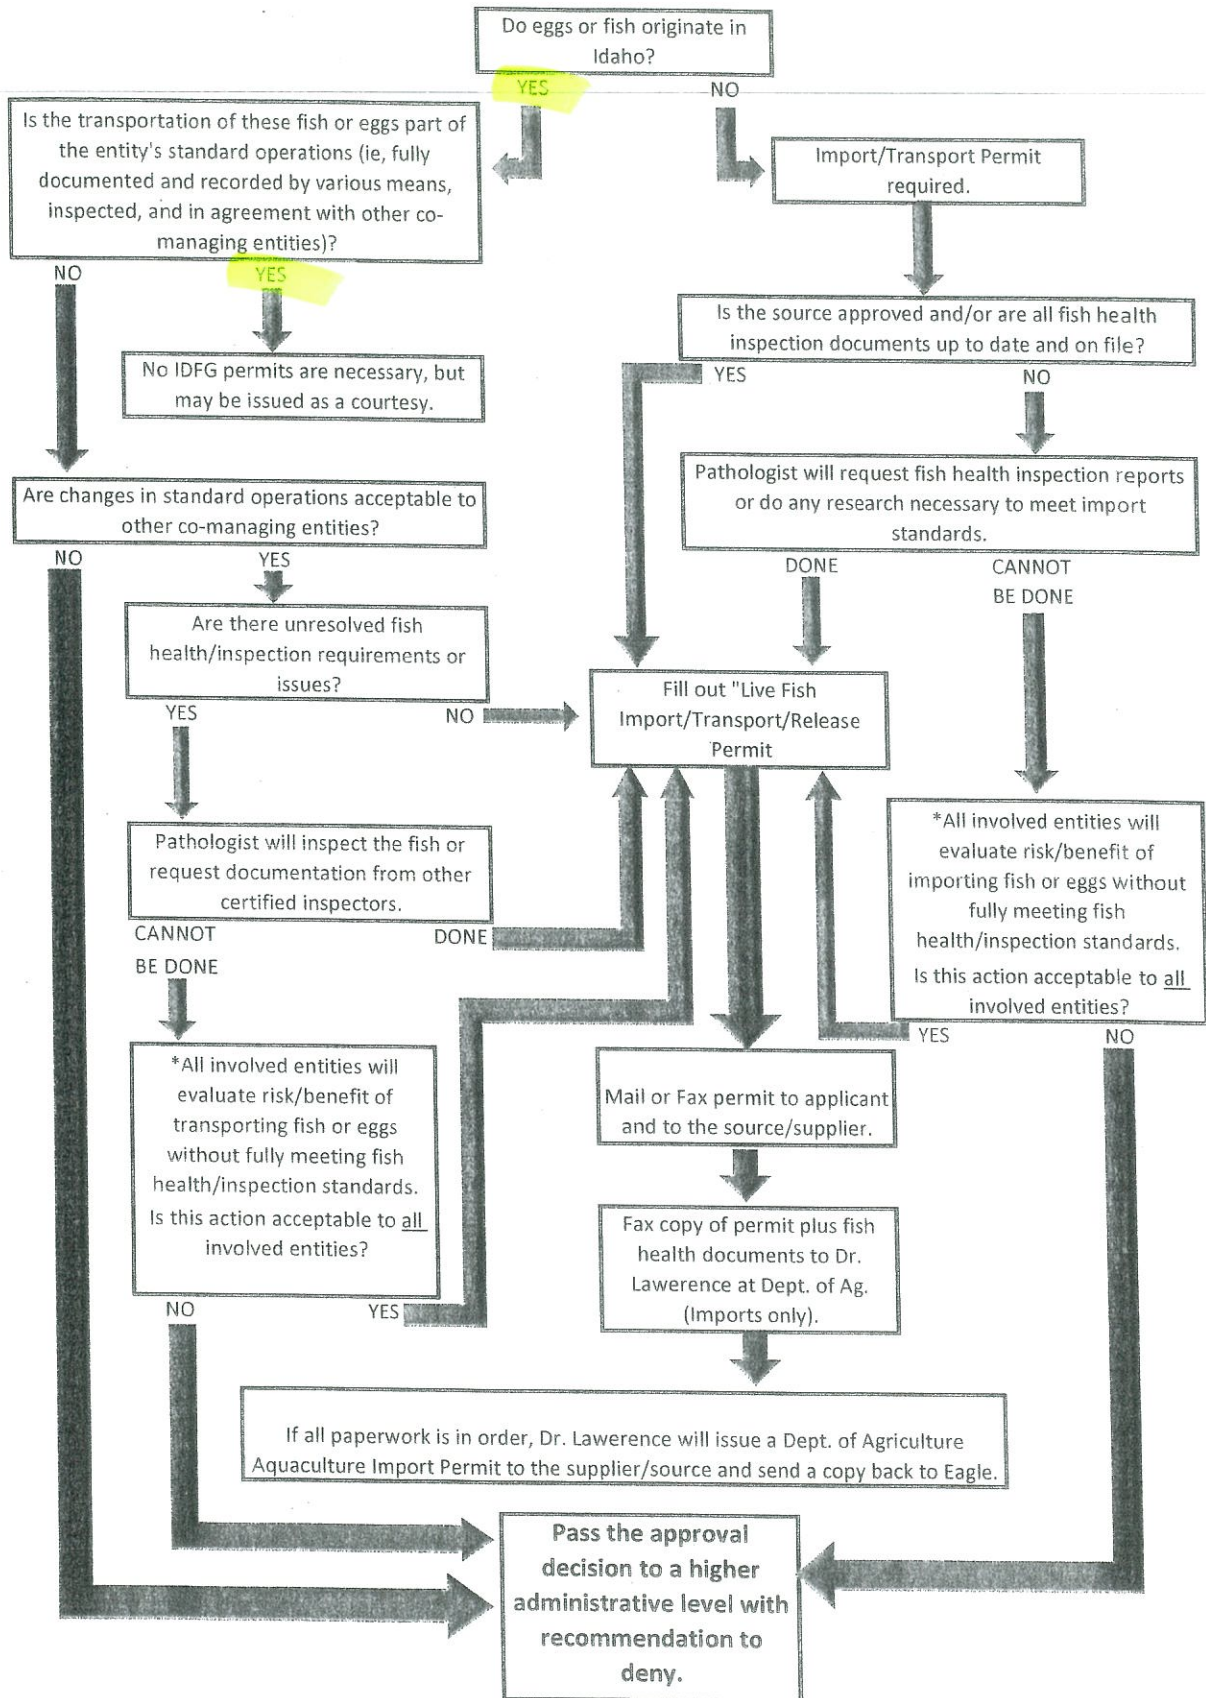 Do eggs or fish originate in
Idaho?
YES
NO
Is the transportation of these fish or eggs part of
the entity's standard operations (ie, fully
documented and recorded by various means,
inspected, and in agreement with other co-
managing entities)?
NO
YES
No IDFG permits are necessary, but
may be issued as a courtesy.
Import/Transport Permit
required.
Is the source approved and/or are all fish health
inspection documents up to date and on file?
YES
NO
Pathologist will request fish health inspection reports
or do any research necessary to meet import
standards.
DONE
CANNOT
BE DONE
Are changes in standard operations acceptable to
other co-managing entities?
NO
YES
Are there unresolved fish
health/inspection requirements or
issues?
YES
NO
Fill out "Live Fish
Import/Transport/Release
Permit
Pathologist will inspect the fish or
request documentation from other
certified inspectors.
CANNOT
BE DONE
DONE
*All involved entities will
evaluate risk/benefit of
importing fish or eggs without
fully meeting fish
health/inspection standards.
Is this action acceptable to all
involved entities?
YES
NO
*All involved entities will
evaluate risk/benefit of
transporting fish or eggs
without fully meeting fish
health/inspection standards.
Is this action acceptable to all
involved entities?
NO
YES
Mail or Fax permit to applicant
and to the source/supplier.
Fax copy of permit plus fish
health documents to Dr.
Lawerence at Dept. of Ag.
(Imports only).
If all paperwork is in order, Dr. Lawerence will issue a Dept. of Agriculture
Aquaculture Import Permit to the supplier/source and send a copy back to Eagle.
Pass the approval
decision to a higher
administrative level with
recommendation to
deny.